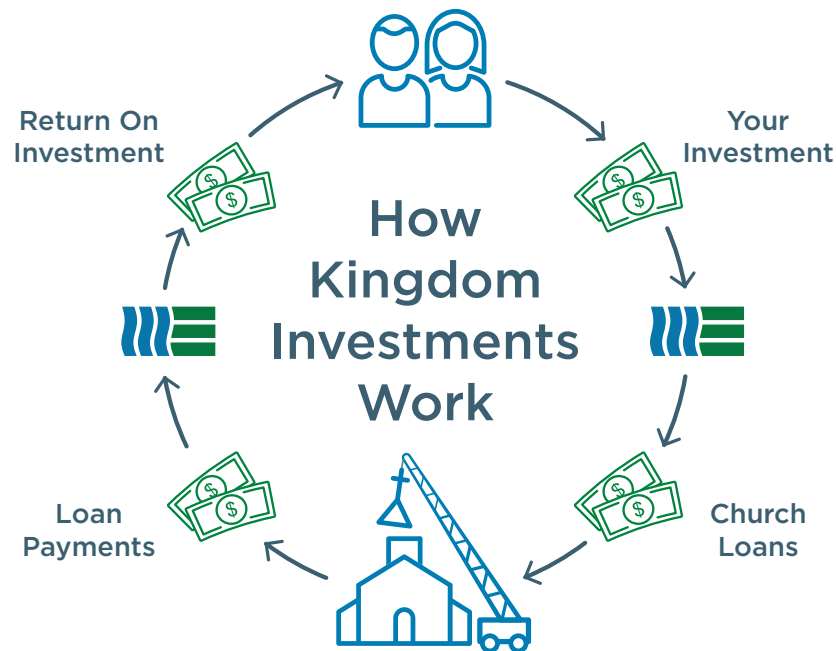 How
Kingdom
Investments
Work
Your
Investment
$
$
Church
Loans
$
$
Loan
Payments
$
$
Return On
Investment
$
$